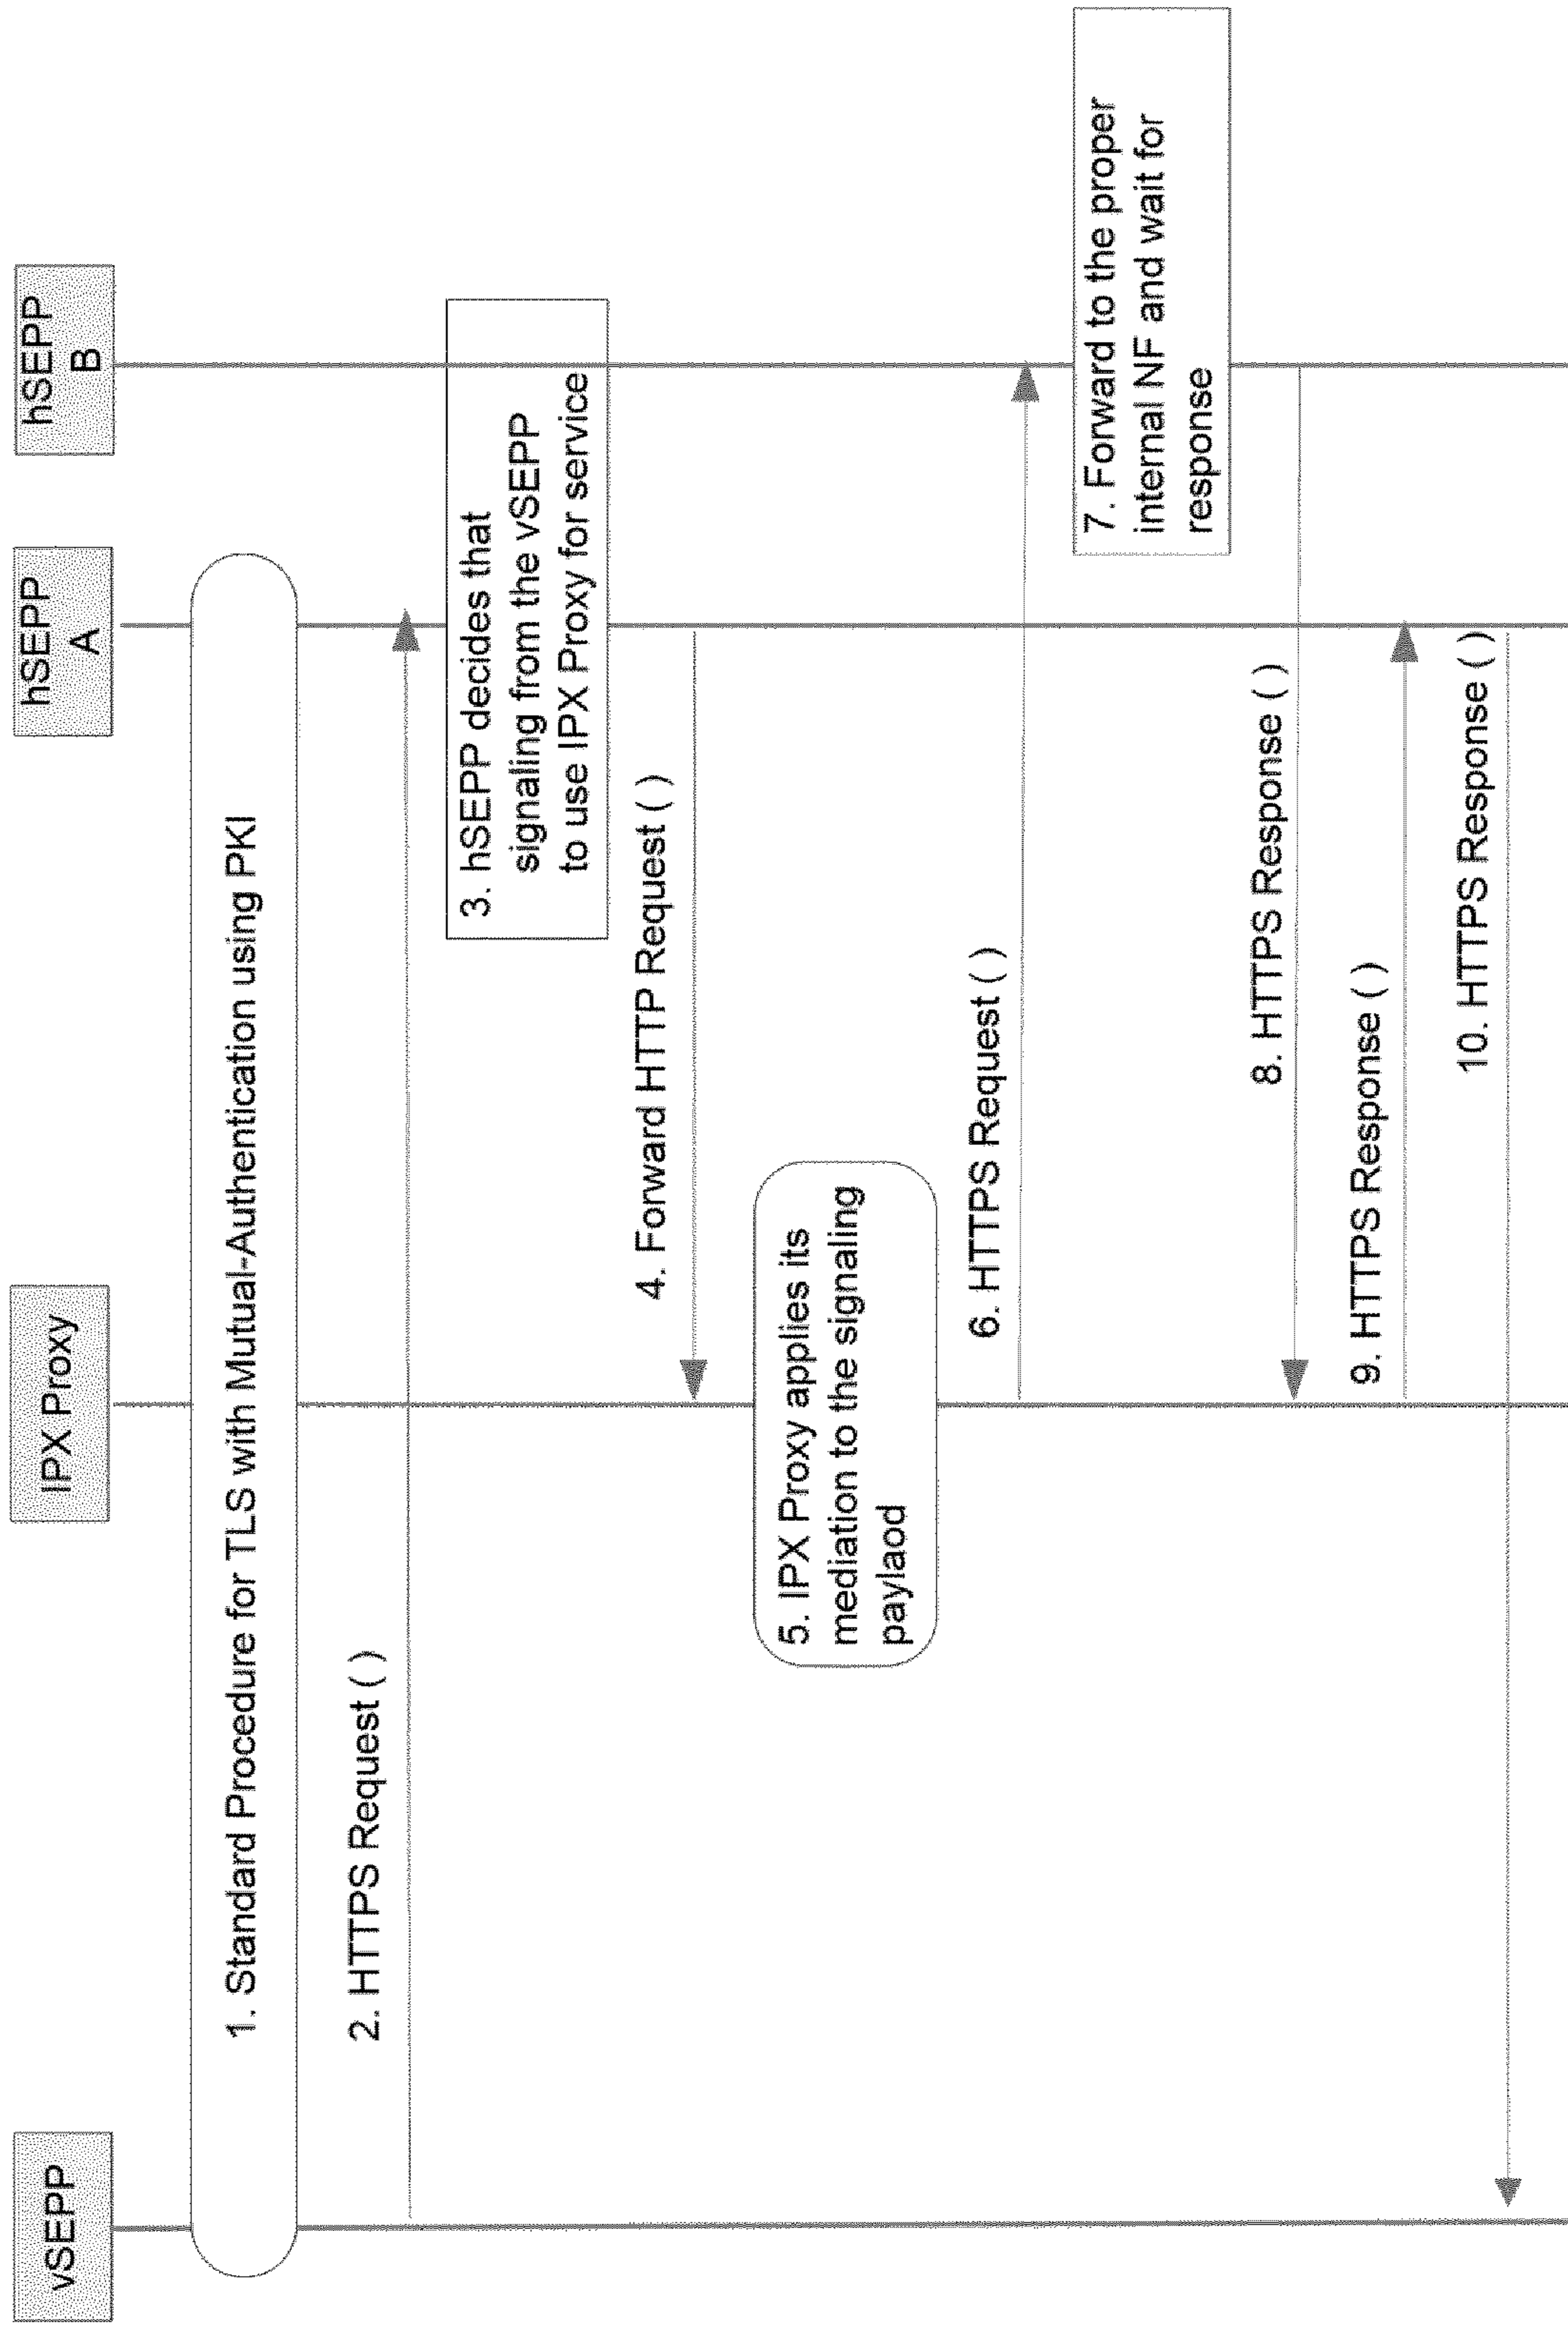 vSEPP
IPX Proxy
hSEPP
A
hSEPP
B
1. Standard Procedure for TLS with Mutual-Authentication using PKI
2. HTTPS Request ( )
3. hSEPP decides that
signaling from the vSEPP
to use IPX Proxy for service
4. Forward HTTP Request ( )
5. IPX Proxy applies its
mediation to the signaling
paylaod
6. HTTPS Request ( )
7. Forward to the proper
internal NF and wait for
response
8. HTTPS Response ( )
9. HTTPS Response ( )
10. HTTPS Response ( )